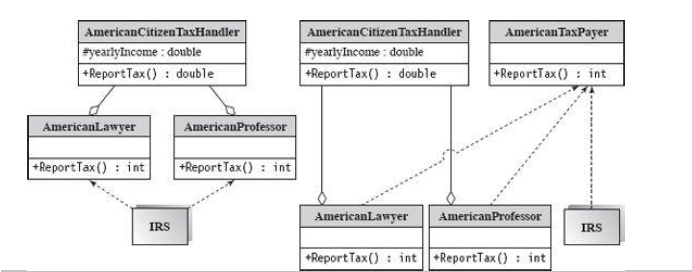 AmericanCitizenTaxHandler
#yearlyIncome : double
+ReportTax() : double
AmericanLawyer
+ReportTax() : int
AmericanProfessor
+ReportTax() : int
IRS
AmericanCitizenTaxHandler
#yearlyIncome : double
+ReportTax() : double
AmericanTaxPayer
+ReportTax() : int
AmericanLawyer
+ReportTax() : int
AmericanProfessor
+ReportTax() : int
IRS